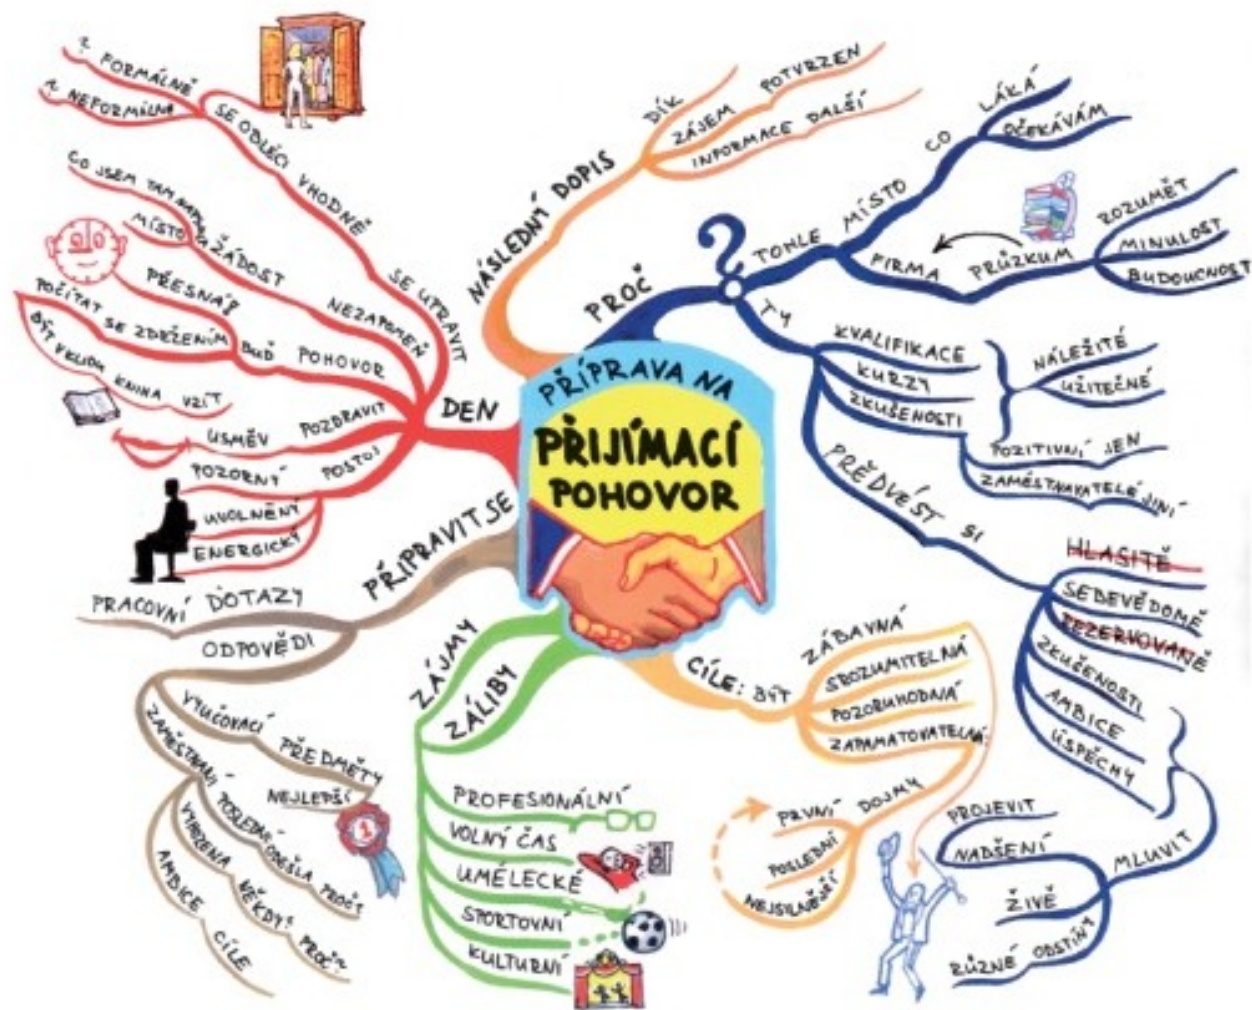 PŘÍPRAVA NA
PŘIJÍMACÍ
POHOVOR
NÁSLEDNÝ DOPIS
DÍK
ZÁJEM POTVRZEN
INFORMACE DALŠÍ
PROČ
?
TOHLE
MÍSTO
CO
LÁKÁ
OČEKÁVÁM
FIRMA
PRŮZKUM
ROZUMĚT
MINULOST
BUDOUCNOST
TY
KVALIFIKACE
KURZY
ZKUŠENOSTI
NÁLEŽITÉ
UŽITEČNÉ
POZITIVNÍ JEN
ZAMĚSTNAVATELÉ JINÍ
PŘEDVÉST SI
HLASITĚ
SEBEVĚDOMĚ
REZERVOVANĚ
ZKUŠENOSTI
AMBICE
ÚSPĚCHY
MLUVIT
PROJEVIT
NADŠENÍ
ŽIVĚ
RŮZNÉ ODSTÍNY
CÍLE: BÝT
ZÁBAVNÁ
SROZUMITELNÁ
POZORUHODNÁ
ZAPAMATOVATELNÁ
DOJMY
PRVNÍ
POSLEDNÍ
NEJSILNĚJŠÍ
ZÁJMY
ZÁLIBY
PROFESIONÁLNÍ
VOLNÝ ČAS
UMĚLECKÉ
SPORTOVNÍ
KULTURNÍ
PŘIPRAVIT SE
DOTAZY
PRACOVNÍ
ODPOVĚDI
VYUČOVACÍ PŘEDMĚTY
NEJLEPŠÍ
1
ZAMĚSTNÁNÍ
POSLEDNÍ ODEŠLA PROČ?
VYHOZENA NĚKDY? PROČ?
AMBICE CÍLE
DEN
SE UPRAVIT
SE OBLÉCI VHODNĚ
? FORMÁLNĚ
? NEFORMÁLNĚ
NEZAPOMEŇ
ŽÁDOST
CO JSEM TAM
MÍSTO
POHOVOR
BUĎ
PŘESNÁ
POČÍTAT SE ZDRŽENÍM
BÝT V KLIDU KNIHA VZÍT
POZDRAVIT
ÚSMĚV
POSTOJ
POZORNÝ
UVOLNĚNÝ
ENERGICKÝ